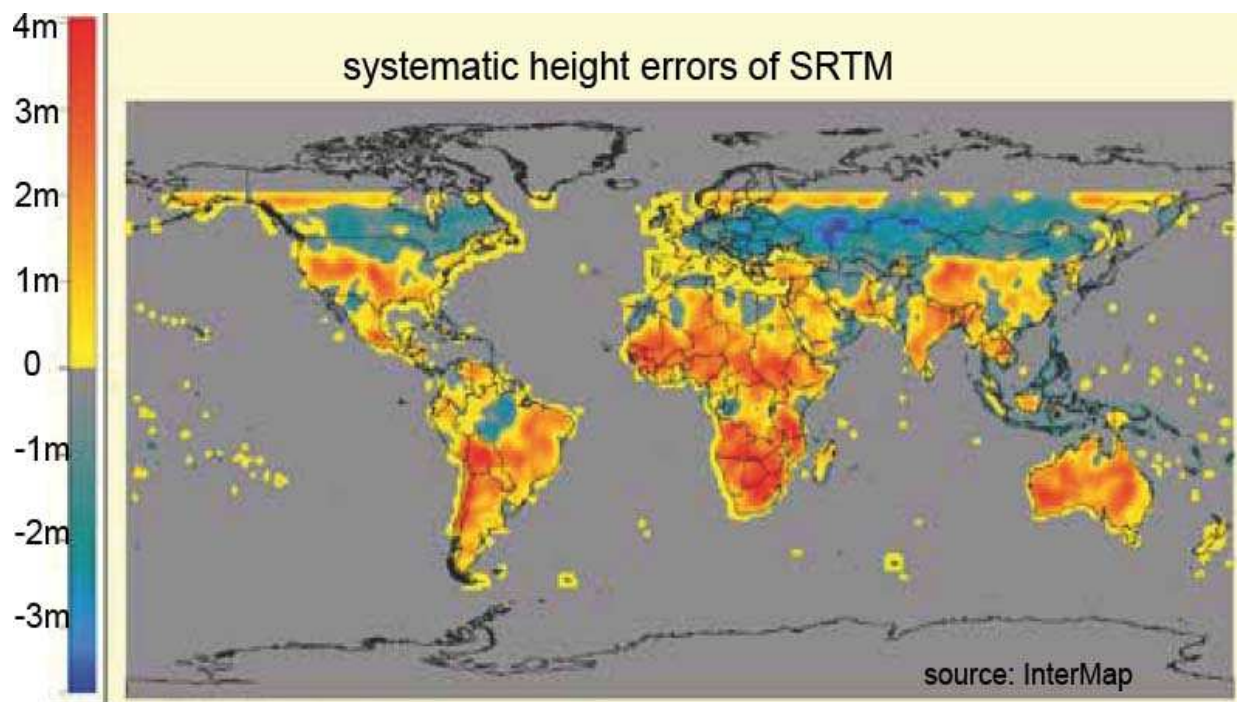 systematic height errors of SRTM
4m
3m
2m
1m
0
-1m
-2m
-3m
source: InterMap